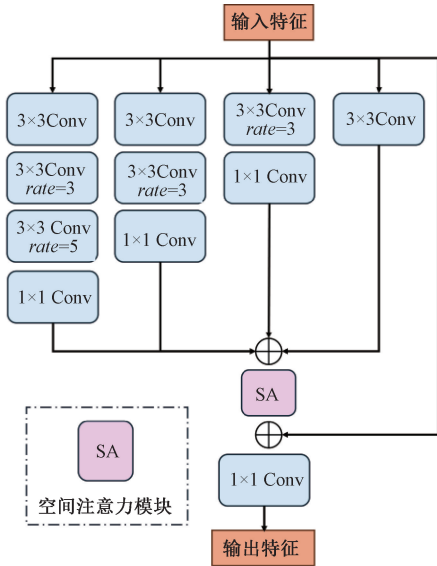 输入特征
3×3Conv
3×3Conv
rate=3
3×3 Conv
rate=5
1×1 Conv
3×3Conv
3×3Conv
rate=3
1×1 Conv
3×3Conv
rate=3
1×1 Conv
3×3Conv
SA
SA
空间注意力模块
1×1 Conv
输出特征